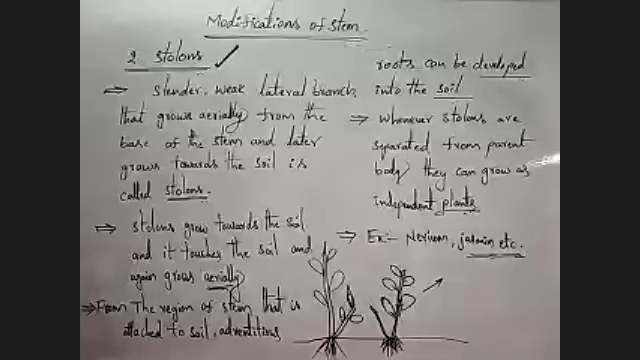 Modifications of stem.
2. Stolons
⇒ Slender, weak lateral branch
that grows aerially from the
base of the stem and later
grows towards the soil is
called stolons.
⇒ stolons grow towards the soil
and it touches the soil and
again grows aerially
⇒ From The region of stem that is
attached to soil, adventitious
roots can be developed
into the soil
⇒ whenever stolons are
separated from parent
body they can grow as
independent plants
⇒ Ex:- Nerium, jasmin etc.